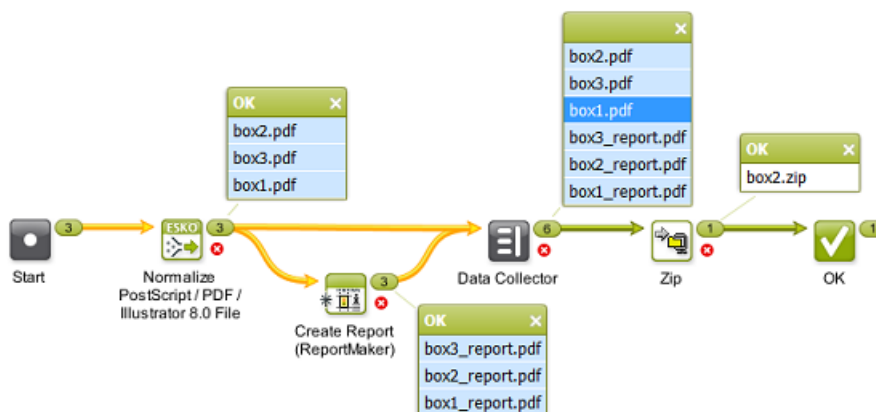 box2.pdf
box3.pdf
box1.pdf
box3_report.pdf
box2_report.pdf
box1_report.pdf
OK
box2.pdf
box3.pdf
box1.pdf
OK
box2.zip
3
ESKO
3
6
1
1
Start
Normalize
PostScript / PDF /
Illustrator 8.0 File
3
Create Report
(ReportMaker)
Data Collector
Zip
OK
OK
box3_report.pdf
box2_report.pdf
box1_report.pdf